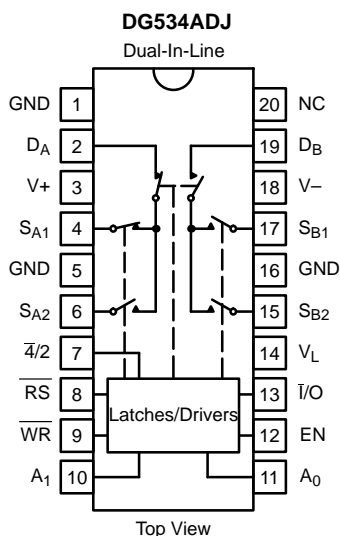 DG534ADJ
Dual-In-Line
GND 1 20 NC
D_A 2 19 D_B
V+ 3 18 V–
S_A1 4 17 S_B1
GND 5 16 GND
S_A2 6 15 S_B2
4̅/2 7 14 V_L
R̅S̅ 8 Latches/Drivers 13 I̅/O
W̅R̅ 9 12 EN
A_1 10 11 A_0
Top View